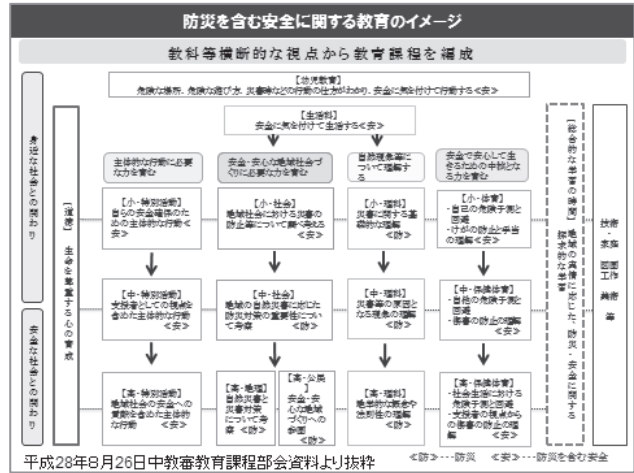 防災を含む安全に関する教育のイメージ
教科等横断的な視点から教育課程を編成
【幼児教育】
危険な場所、危険な遊び方、災害時などの行動の仕方がわかり、安全に気を付けて行動する<安>
【生活科】
安全に気を付けて生活する<安>
身近な社会との関わり
安全な社会との関わり
【道徳】 生命を尊重する心の育成
主体的な行動に必要
な力を育む
安全・安心な地域社会づ
くりに必要な力を育む
自然現象等に
ついて理解す
る
安全で安心して生
きるための中核とな
る力を育む
【小・特別活動】
自らの安全確保のた
めの主体的な行動<
安>
【小・社会】
地域社会における災害の
防止等について調べ考える
<防>
【小・理科】
災害に関する基
礎的な理解
<防>
【小・体育】
・自己の危険予測と
回避
・けがの防止と手当
の理解<安>
【中・特別活動】
支援者としての視点を
含めた主体的な行動
<安>
【中・社会】
地域の自然災害に応じた
防災対策の重要性につい
て考察 <防>
【中・理科】
災害等の原因と
なる現象の理解
<防>
【中・保健体育】
・自他の危険予測と
回避
・傷害の防止の理解
<安>
【高・特別活動】
地域社会の安全への
貢献を含めた主体的
な行動 <安>
【高・地理】
自然災害と
災害対策
について考
察 <防>
【高・公民】
安全・安
心な地域
づくりへの
参画
<防>
【高・理科】
地学的な概念や
法則性の理解
<防>
【高・保健体育】
・社会生活における
危険予測と回避
・支援者の視点から
の傷害の防止の理
解 <安>
【総合的な学習の時間】 地域の実情に応じた、防災・安全に関する
探求的な学習
技術・家庭
図画工作
美術
等
平成28年8月26日中教審教育課程部会資料より抜粋
<防>…防災 <安>…防災を含む安全